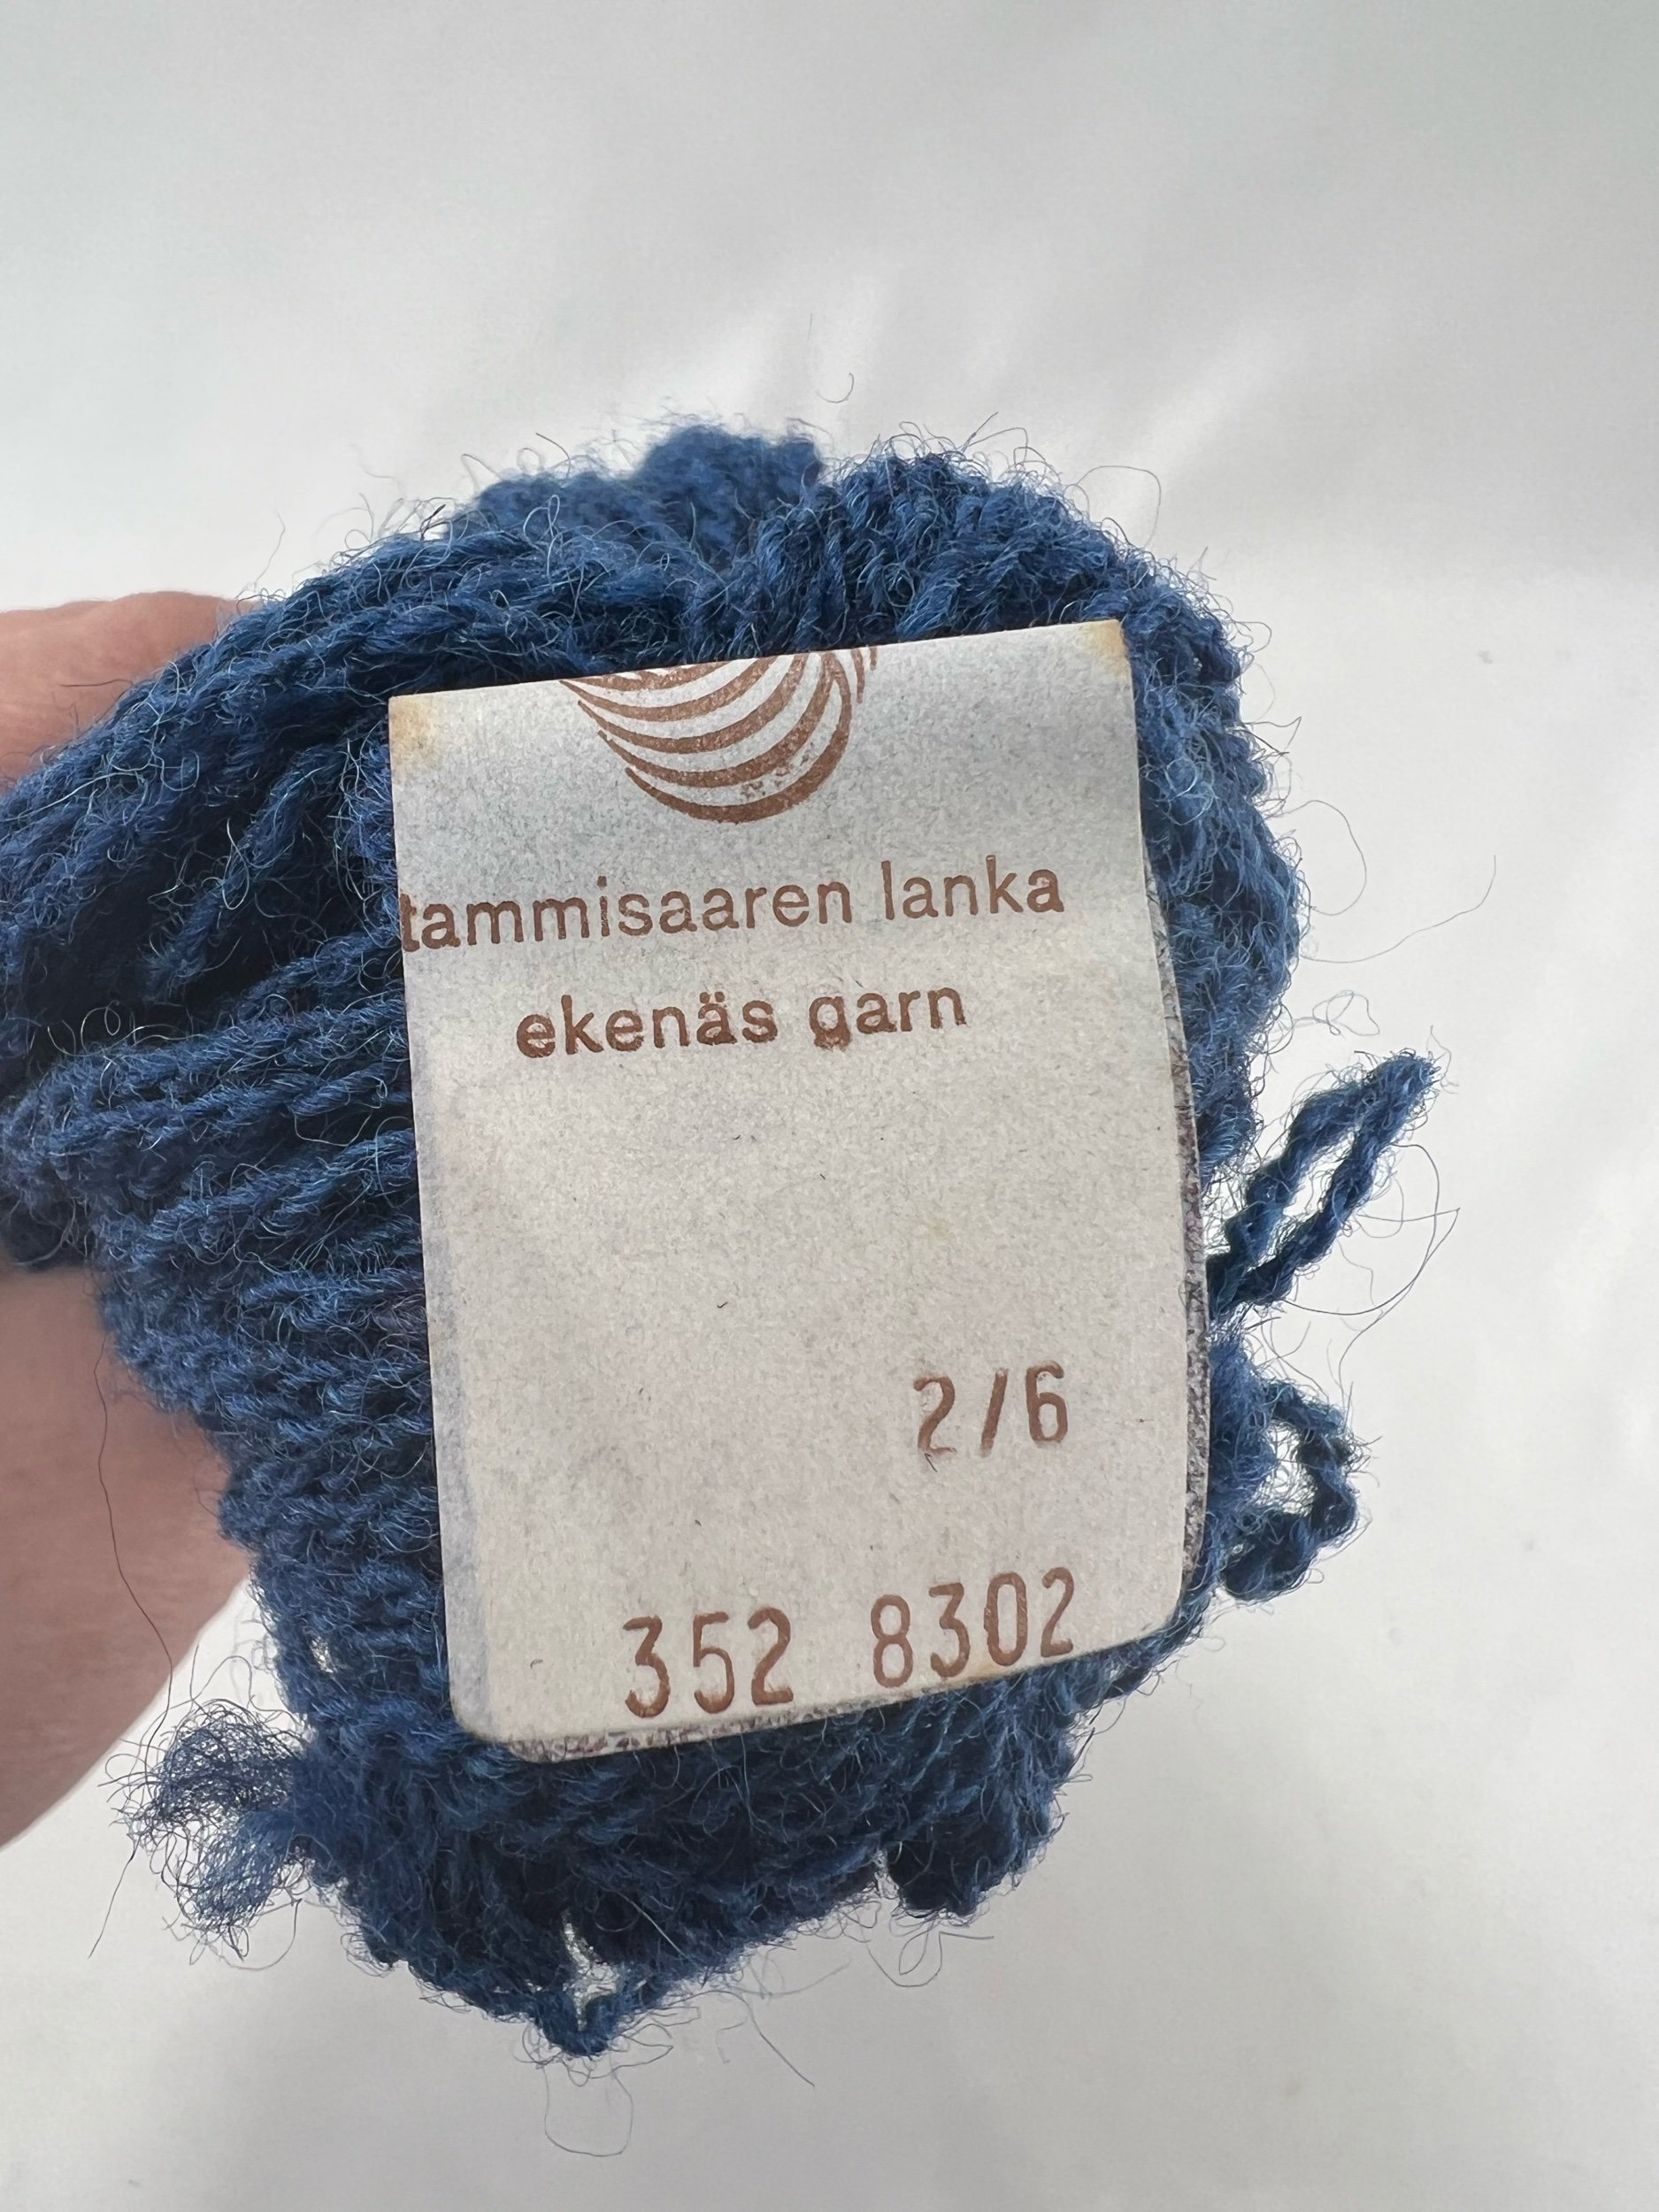 tammisaaren lanka
ekenäs garn
2/6
352 8302